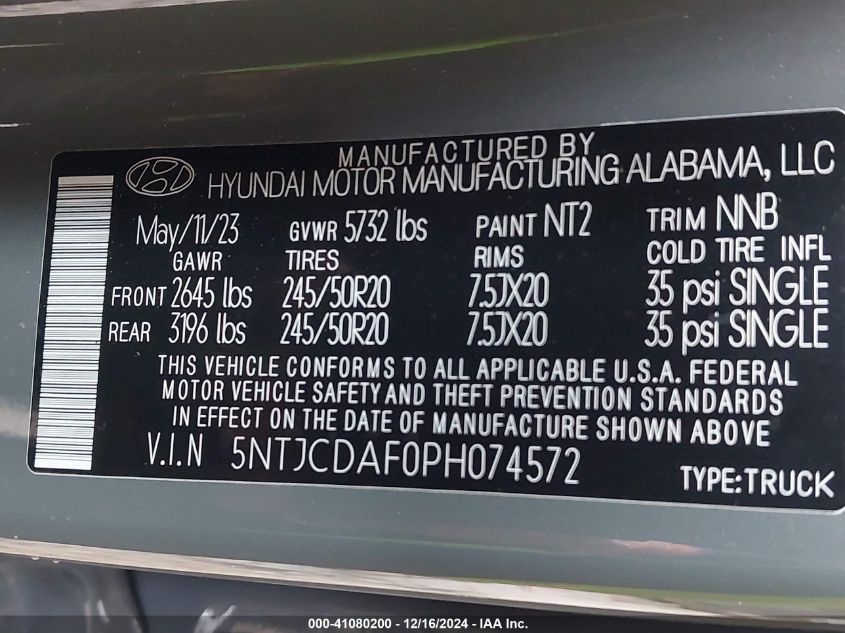 MANUFACTURED BY
HYUNDAI MOTOR MANUFACTURING ALABAMA, LLC
May/11/23 GVWR 5732 lbs PAINT NT2 TRIM NNB
GAWR TIRES RIMS COLD TIRE INFL
FRONT 2645 lbs 245/50R20 7.5JX20 35 psi SINGLE
REAR 3196 lbs 245/50R20 7.5JX20 35 psi SINGLE
THIS VEHICLE CONFORMS TO ALL APPLICABLE U.S.A. FEDERAL
MOTOR VEHICLE SAFETY AND THEFT PREVENTION STANDARDS
IN EFFECT ON THE DATE OF MANUFACTURE SHOWN ABOVE
V.I.N 5NTJCDAF0PH074572
TYPE:TRUCK
000-41080200 - 12/16/2024 - IAA Inc.